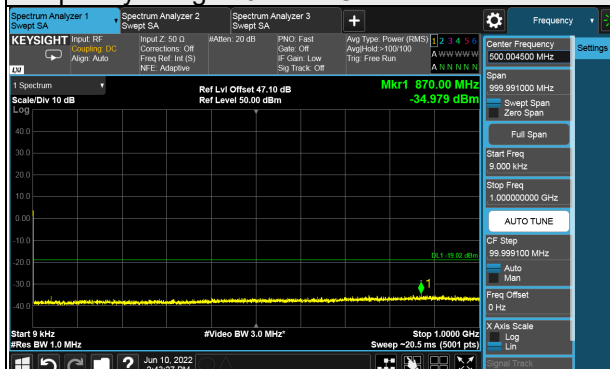 Spectrum Analyzer 1
Swept SA
Spectrum Analyzer 2
Swept SA
Spectrum Analyzer 3
Swept SA
+
Frequency
KEYSIGHT
Input: RF
Coupling: DC
Align: Auto
Input Z: 50 Ω
Corrections: Off
Freq Ref: Int (S)
NFE: Adaptive
#Atten: 20 dB
PNO: Fast
Gate: Off
IF Gain: Low
Sig Track: Off
Avg Type: Power (RMS)
Avg|Hold:>100/100
Trig: Free Run
1 2 3 4 5 6
A W W W W W
A N N N N N
LXI
1 Spectrum
Scale/Div 10 dB
Log
Ref Lvl Offset 47.10 dB
Ref Level 50.00 dBm
Mkr1 870.00 MHz
-34.979 dBm
40.0
30.0
20.0
10.0
0.00
-10.0
-20.0
-30.0
-40.0
DL1 -19.02 dBm
1
Start 9 kHz
#Res BW 1.0 MHz
#Video BW 3.0 MHz*
Stop 1.0000 GHz
Sweep ~20.5 ms (5001 pts)
?
Jun 10, 2022
Center Frequency
500.004500 MHz
Settings
Span
999.991000 MHz
Swept Span
Zero Span
Full Span
Start Freq
9.000 kHz
Stop Freq
1.000000000 GHz
AUTO TUNE
CF Step
99.999100 MHz
Auto
Man
Freq Offset
0 Hz
X Axis Scale
Log
Lin
Signal Track